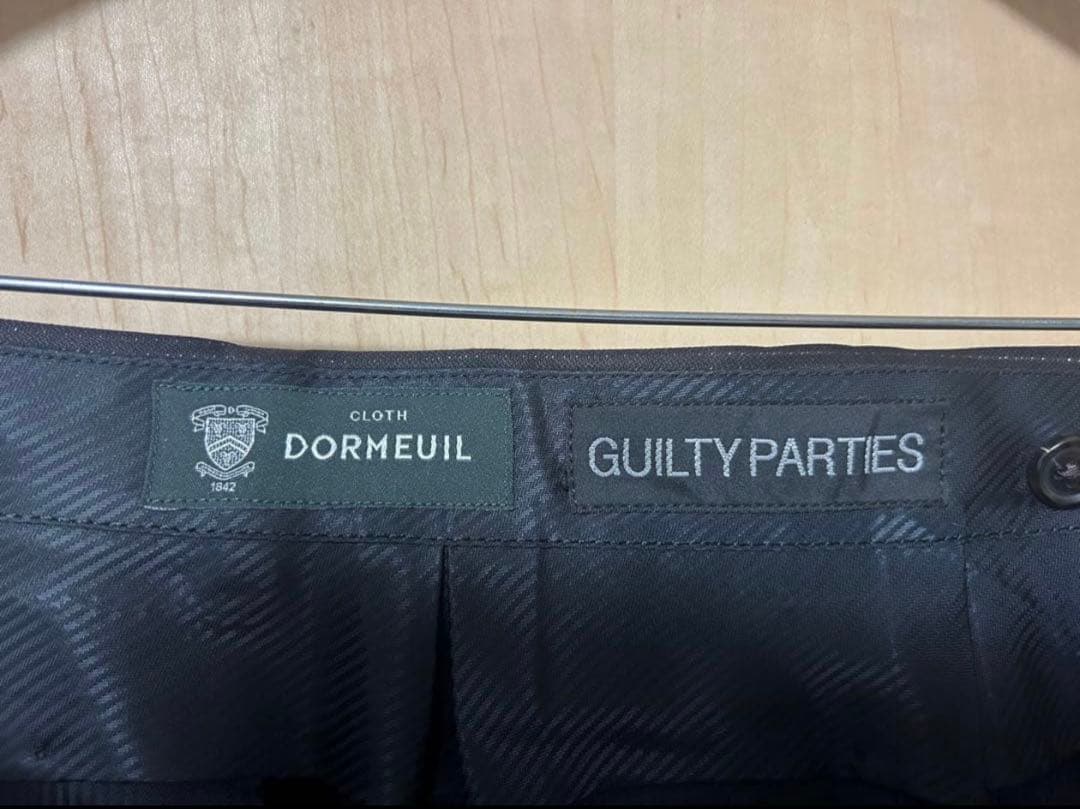 CLOTH
DORMEUIL
1842
GUILTY PARTIES